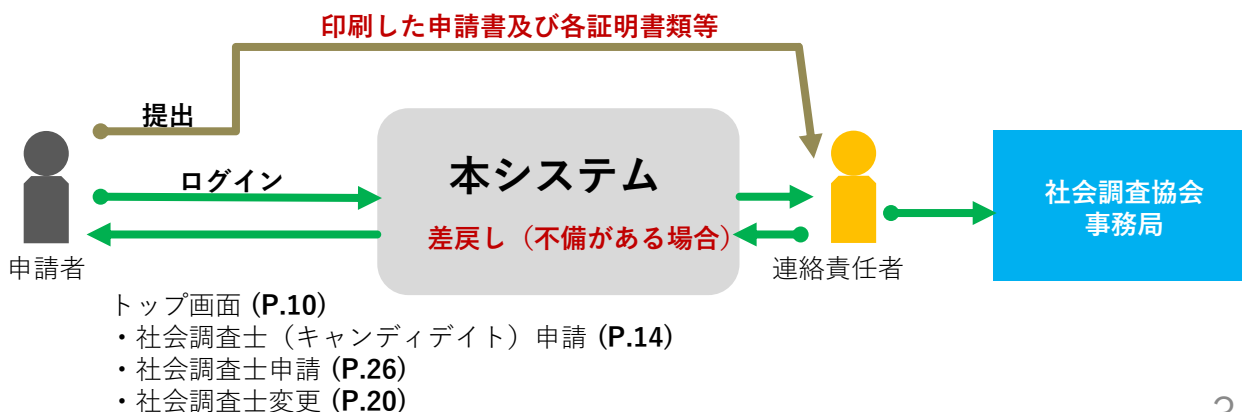 印刷した申請書及び各証明書類等
提出
ログイン
本システム
差戻し（不備がある場合）
社会調査協会
事務局
申請者
連絡責任者
トップ画面 (P.10)
・社会調査士（キャンディデイト）申請 (P.14)
・社会調査士申請 (P.26)
・社会調査士変更 (P.20)